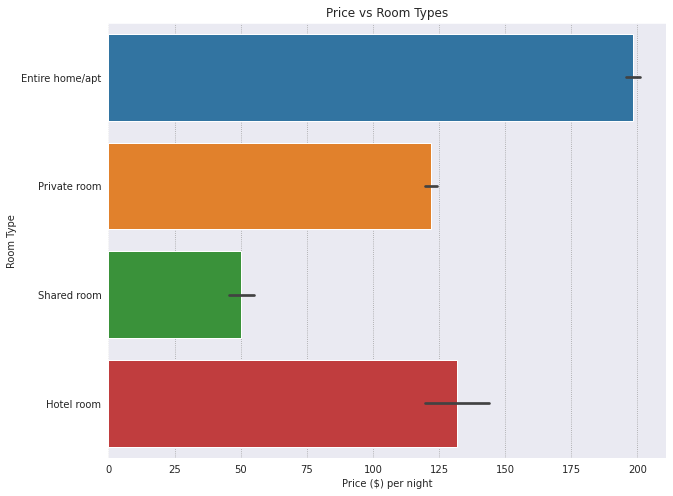 Price vs Room Types
Room Type
Entire home/apt
Private room
Shared room
Hotel room
0 25 50 75 100 125 150 175 200
Price ($) per night